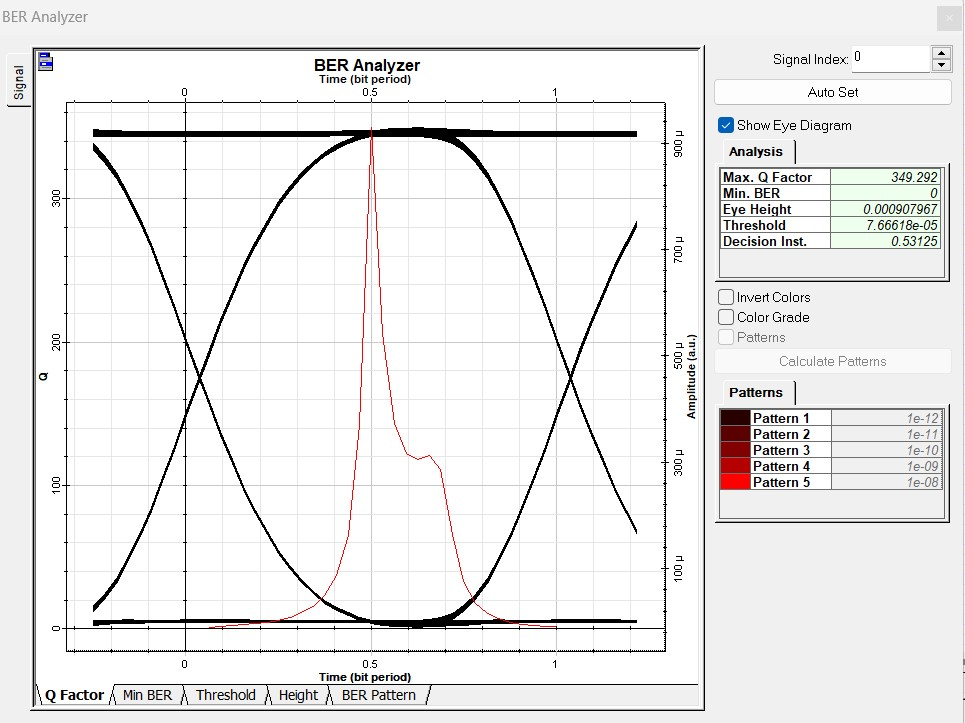 BER Analyzer
Signal
BER Analyzer
Time (bit period)
0 0.5 1
Q
0
100
200
300
900 µ
700 µ
500 µ
300 µ
100 µ
Amplitude (a.u.)
0 0.5 1
Time (bit period)
Q Factor Min BER Threshold Height BER Pattern
Signal Index: 0
Auto Set
Show Eye Diagram
Analysis
Max. Q Factor 349.292
Min. BER 0
Eye Height 0.000907967
Threshold 7.66618e-05
Decision Inst. 0.53125
Invert Colors
Color Grade
Patterns
Calculate Patterns
Patterns
Pattern 1 1e-12
Pattern 2 1e-11
Pattern 3 1e-10
Pattern 4 1e-09
Pattern 5 1e-08